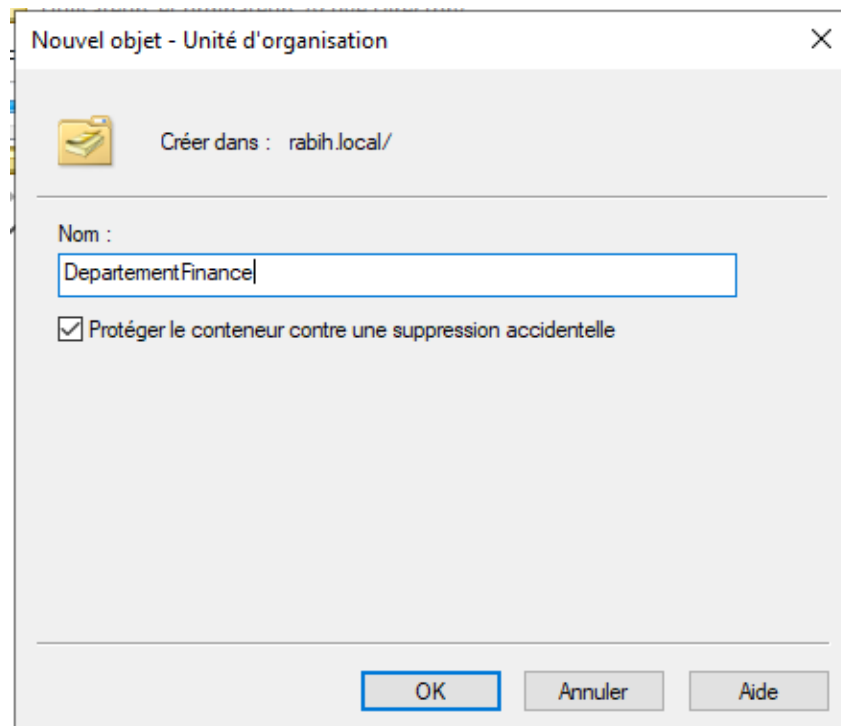 Nouvel objet - Unité d'organisation
Créer dans : rabih.local/
Nom :
DepartementFinance
Protéger le conteneur contre une suppression accidentelle
OK
Annuler
Aide